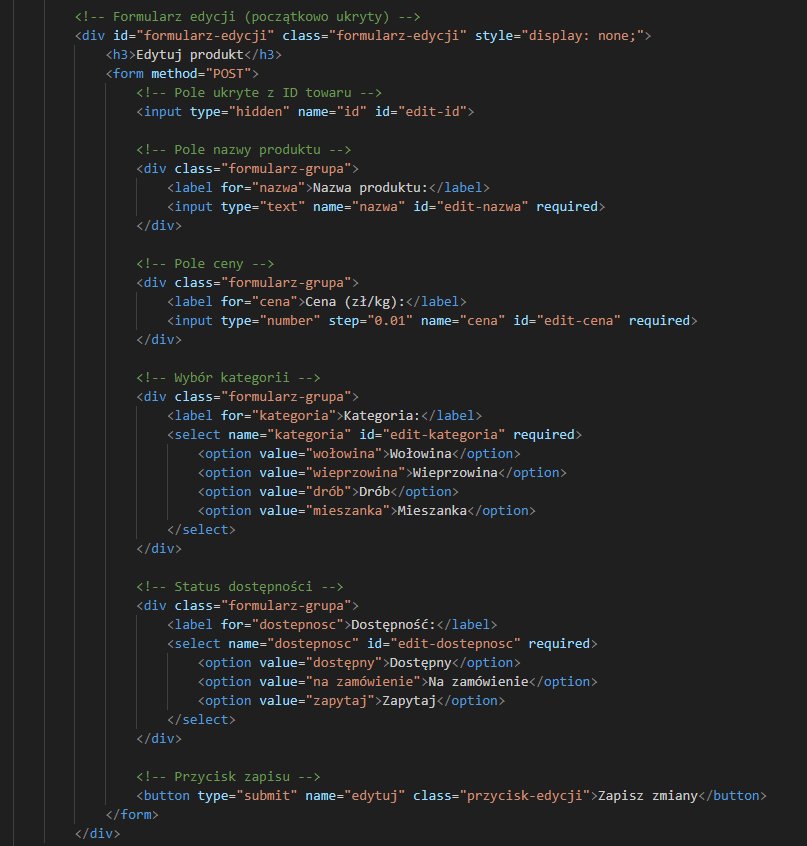 <!-- Formularz edycji (początkowo ukryty) -->
<div id="formularz-edycji" class="formularz-edycji" style="display: none;">
<h3>Edytuj produkt</h3>
<form method="POST">
<!-- Pole ukryte z ID towaru -->
<input type="hidden" name="id" id="edit-id">
<!-- Pole nazwy produktu -->
<div class="formularz-grupa">
<label for="nazwa">Nazwa produktu:</label>
<input type="text" name="nazwa" id="edit-nazwa" required>
</div>
<!-- Pole ceny -->
<div class="formularz-grupa">
<label for="cena">Cena (zł/kg):</label>
<input type="number" step="0.01" name="cena" id="edit-cena" required>
</div>
<!-- Wybór kategorii -->
<div class="formularz-grupa">
<label for="kategoria">Kategoria:</label>
<select name="kategoria" id="edit-kategoria" required>
<option value="wołowina">Wołowina</option>
<option value="wieprzowina">Wieprzowina</option>
<option value="drób">Drób</option>
<option value="mieszanka">Mieszanka</option>
</select>
</div>
<!-- Status dostępności -->
<div class="formularz-grupa">
<label for="dostepnosc">Dostępność:</label>
<select name="dostepnosc" id="edit-dostepnosc" required>
<option value="dostępny">Dostępny</option>
<option value="na zamówienie">Na zamówienie</option>
<option value="zapytaj">Zapytaj</option>
</select>
</div>
<!-- Przycisk zapisu -->
<button type="submit" name="edytuj" class="przycisk-edycji">Zapisz zmiany</button>
</form>
</div>